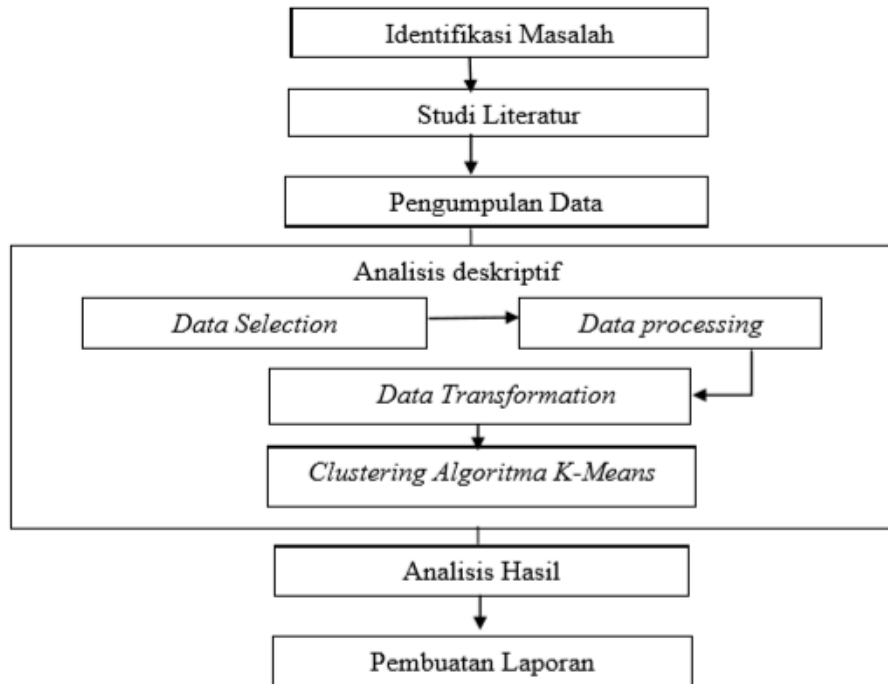 Identifikasi Masalah
Studi Literatur
Pengumpulan Data
Analisis deskriptif
Data Selection
Data processing
Data Transformation
Clustering Algoritma K-Means
Analisis Hasil
Pembuatan Laporan